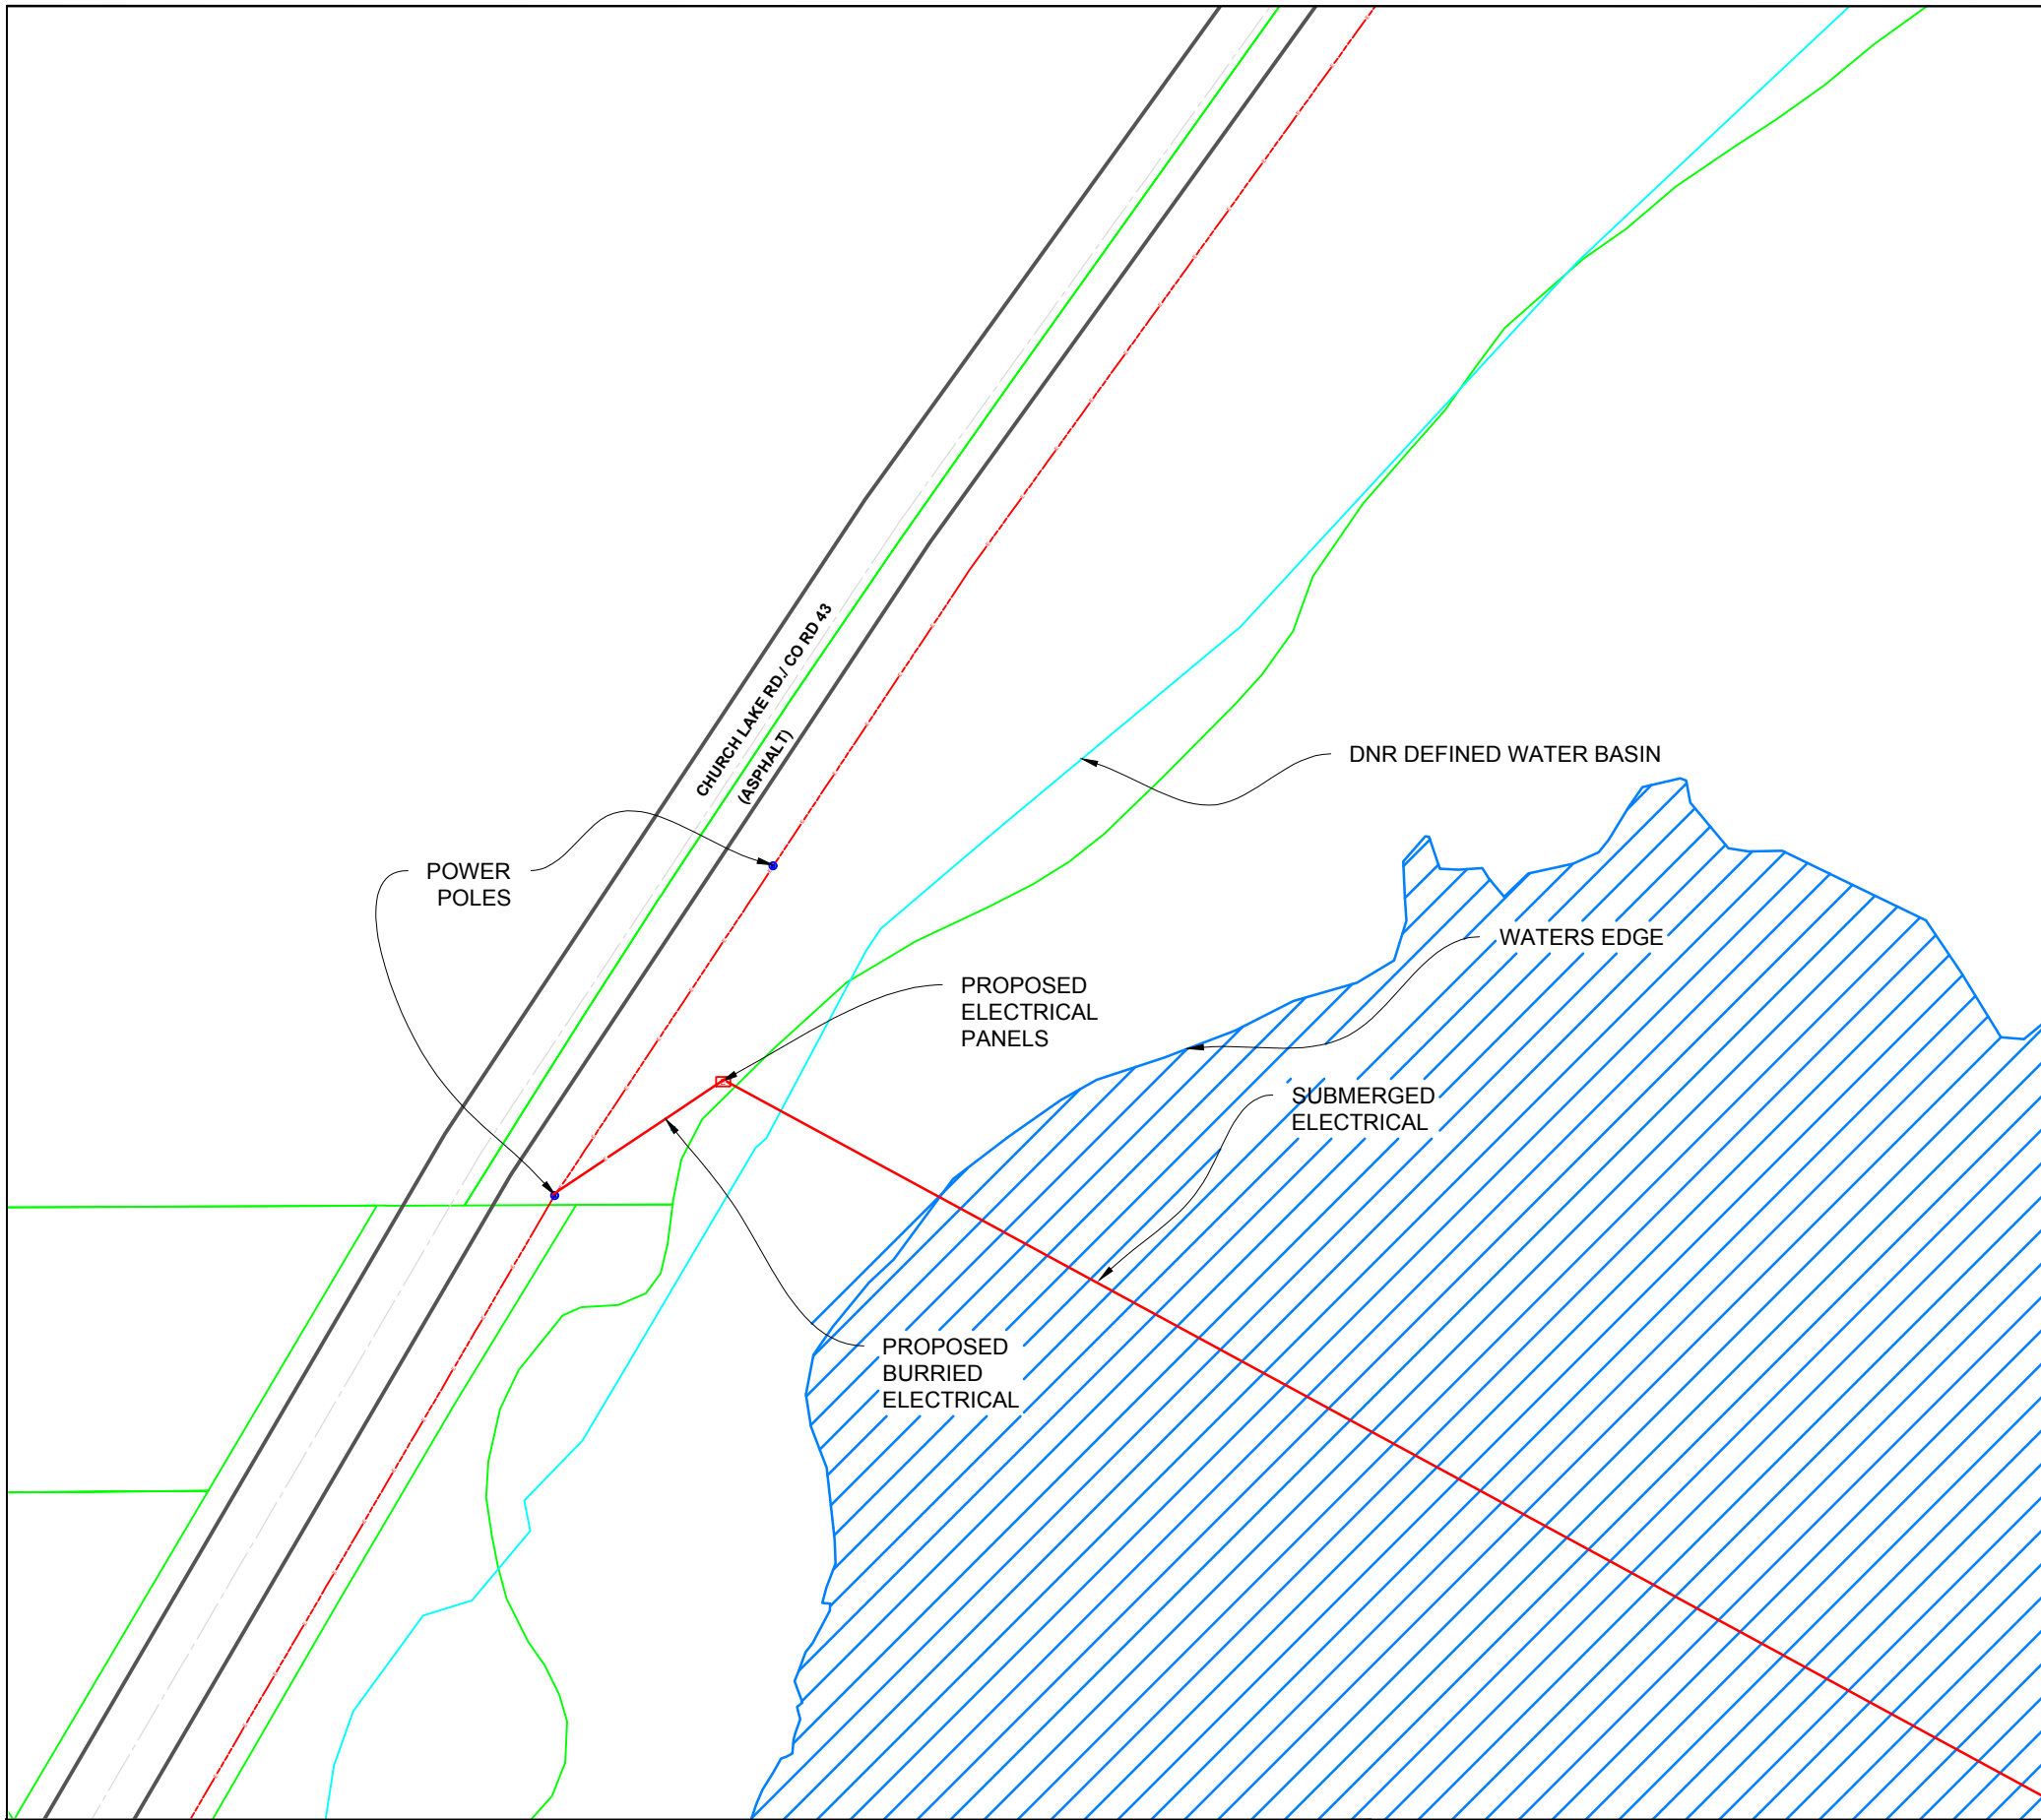 CHURCH LAKE RD./ CO RD 43
(ASPHALT)
DNR DEFINED WATER BASIN
POWER
POLES
WATERS EDGE
PROPOSED
ELECTRICAL
PANELS
SUBMERGED
ELECTRICAL
PROPOSED
BURRIED
ELECTRICAL